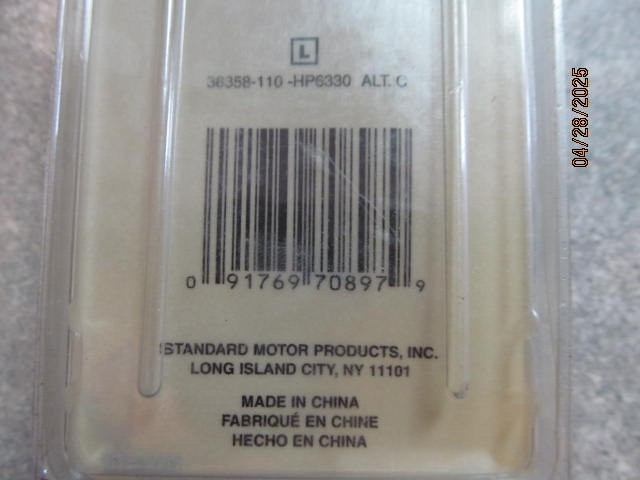 L
36358-110 -HP6330 ALT. C
0 91769 70897 9
STANDARD MOTOR PRODUCTS, INC.
LONG ISLAND CITY, NY 11101
MADE IN CHINA
FABRIQUÉ EN CHINE
HECHO EN CHINA
04/28/2025